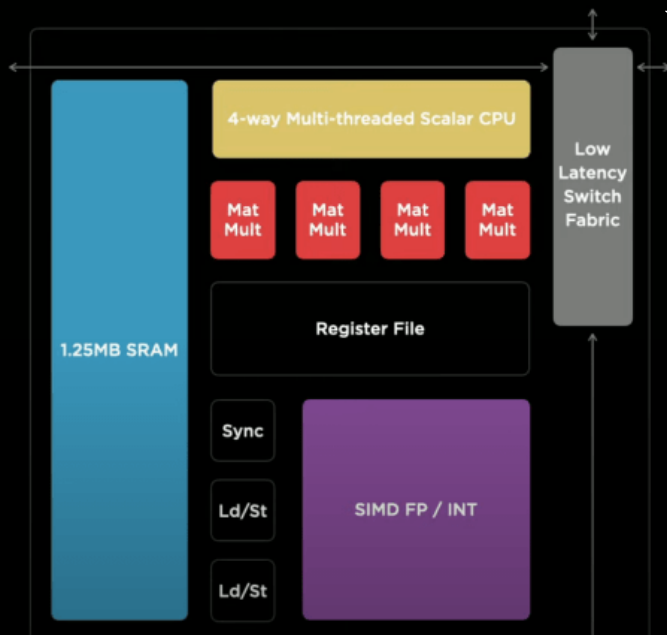 4-way Multi-threaded Scalar CPU
Low
Latency
Switch
Fabric
Mat
Mult
Mat
Mult
Mat
Mult
Mat
Mult
Register File
1.25MB SRAM
Sync
Ld/St
SIMD FP / INT
Ld/St